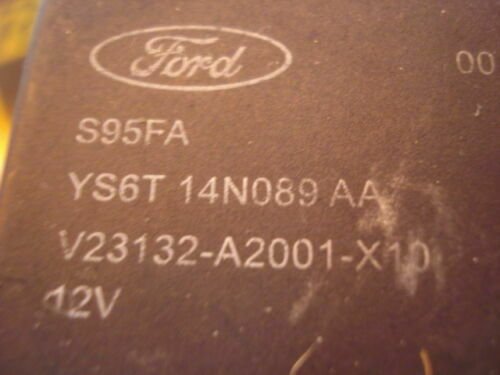 Ford 00
S95FA
YS6T 14N089 AA
V23132-A2001-X10
12V